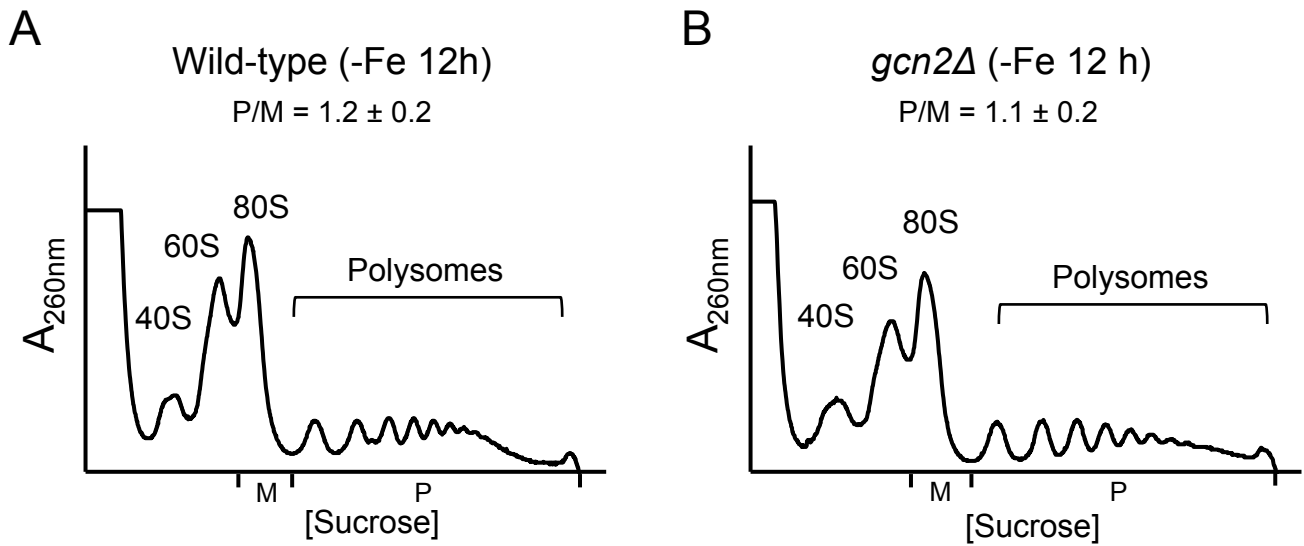 A
Wild-type (-Fe 12h)
P/M = 1.2 ± 0.2
A260nm
40S
60S
80S
Polysomes
M
P
[Sucrose]
B
gcn2Δ (-Fe 12 h)
P/M = 1.1 ± 0.2
A260nm
40S
60S
80S
Polysomes
M
P
[Sucrose]